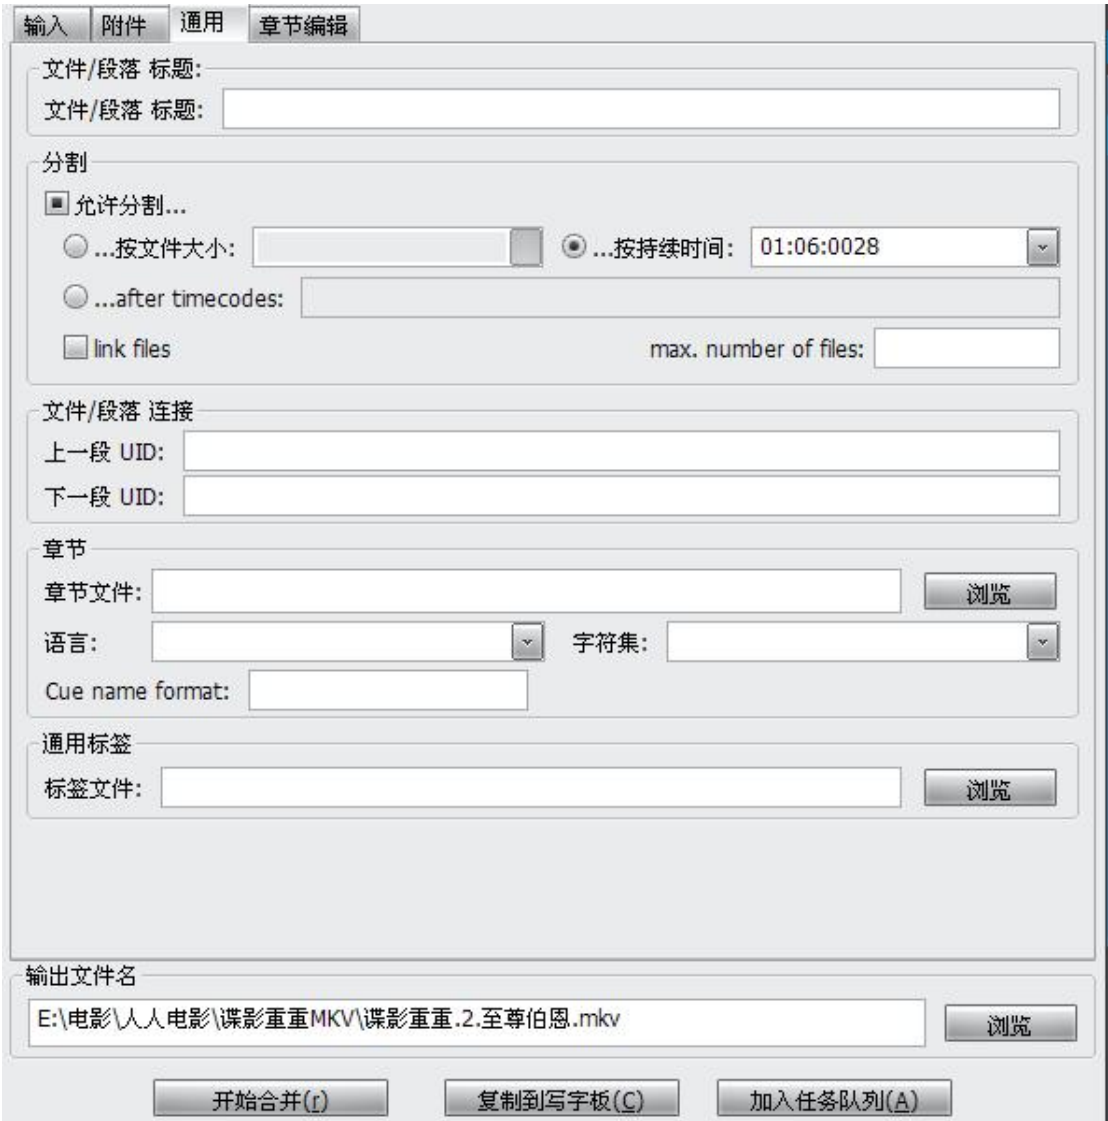 输入 附件 通用 章节编辑
文件/段落 标题:
文件/段落 标题:
分割
允许分割...
...按文件大小: ...按持续时间: 01:06:0028
...after timecodes:
link files max. number of files:
文件/段落 连接
上一段 UID:
下一段 UID:
章节
章节文件: 浏览
语言: 字符集:
Cue name format:
通用标签
标签文件: 浏览
输出文件名
E:\电影\人人电影\谍影重重MKV\谍影重重.2.至尊伯恩.mkv 浏览
开始合并(r) 复制到写字板(C) 加入任务队列(A)